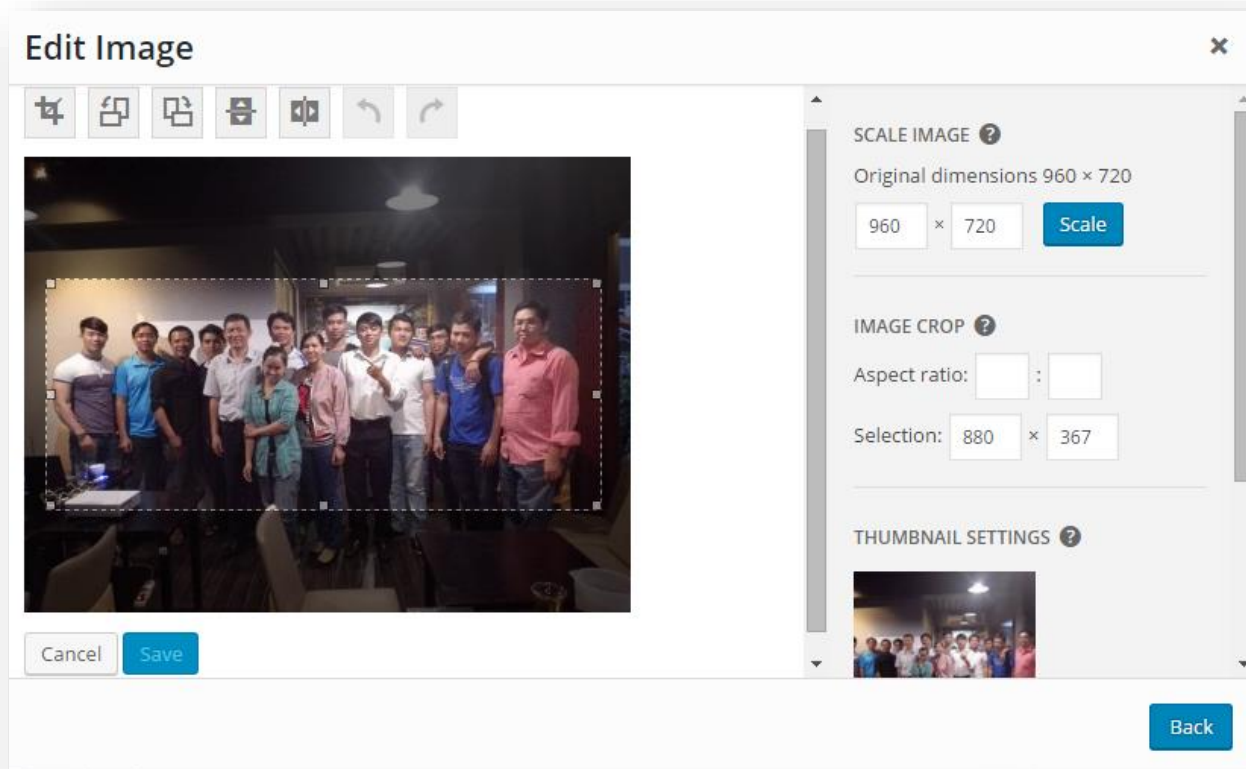 Edit Image
SCALE IMAGE
Original dimensions 960 × 720
960 × 720 Scale
IMAGE CROP
Aspect ratio: :
Selection: 880 × 367
THUMBNAIL SETTINGS
Cancel Save
Back